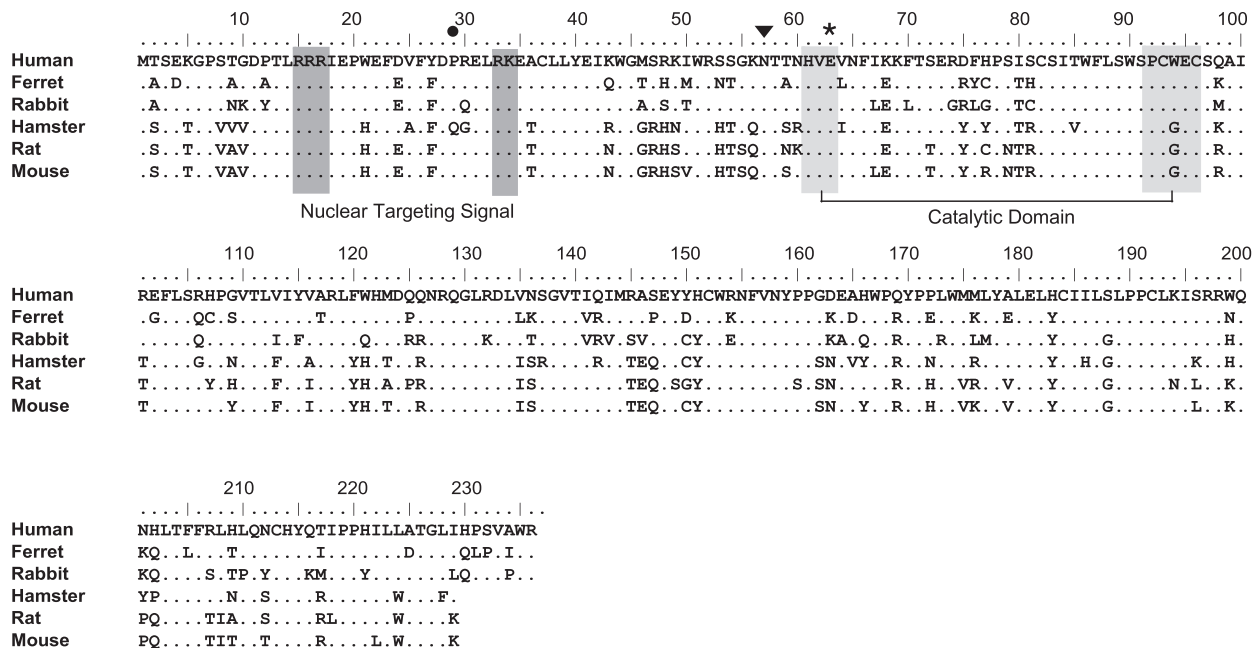 10 20 30 40 50 60 70 80 90 100
● ▼ *
Human MTSEKGPSTGDPTLRRRIEPWEFDVFYDPRELRKEACLLYEIKWGMSRKIWRSSGKNTTNHVEVNFIKKFTSERDFHPSISCSITWFLSWSPCWECSQAI
Ferret .A.D....N..A...........E..F...............Q..T.H.M..NT....A....L...E......RYC..TH................K..
Rabbit .A......NK.Y...........E..F..Q...............A.S.T................LE.L...GRLG..TC................M..
Hamster .S..T..VVV..........H...A.F.QG.....T......R..GRHN...HT.Q..SR...I...E......Y.Y..TR...V........G...K..
Rat .S..T..VAV..........H..E..F........T......N..GRHS...HTSQ..NK.......E...T..Y.C.NTR............G...R..
Mouse .S..T..VAV..........H..E..F........T......N..GRHSV..HTSQ..S.......LE...T..Y.H.NTR............G...R..
Nuclear Targeting Signal
Catalytic Domain
110 120 130 140 150 160 170 180 190 200
Human REFLSRHPGVTLVIYVARLFWHMDQQNRQGLRDLVNSGVTIQIMRASEYYHCWRNFVNYPPGDEAHWPQYPPLWMMLYALELHCIILSLPPCLKISRRWQ
Ferret .G...QC.S.......T.......P.........LK....VR....P..D...K........K.D...R..E...K..E...Y...............N.
Rabbit .....Q......I.F.....Q...RR.....K...T....VRV.SV...CY..E........KA.Q..R...R..LM.....Y....G..........H.
Hamster T....G..N...F..A...YH.T..R........ISR....R..TEQ..CY...........SN.VY..R..N...K......Y..H.G.......K..H.
Rat T.....Y.H...F..I...YH.A.PR........IS........TEQ.SGY.........S.SN.....R..H..VR..V...Y....G.....N.L..K.
Mouse T.......Y...F..I...YH.T..R........IS........TEQ..CY...........SN..Y..R..H..VK..V...Y....G.......L..K.
210 220 230
Human NHLTFFRLHLQNCHYQTIPPHILLATGLIHPSVAWR
Ferret KQ..L...T.......I.......D....QLP.I..
Rabbit KQ....S.TP.Y...KM...Y.......LQ...P..
Hamster YP......N..S....R......W...F.
Rat PQ....TIA..S....RL.....W....K
Mouse PQ....TIT..T....R....L.W....K